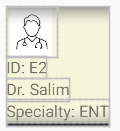 ID: E2
Dr. Salim
Specialty: ENT